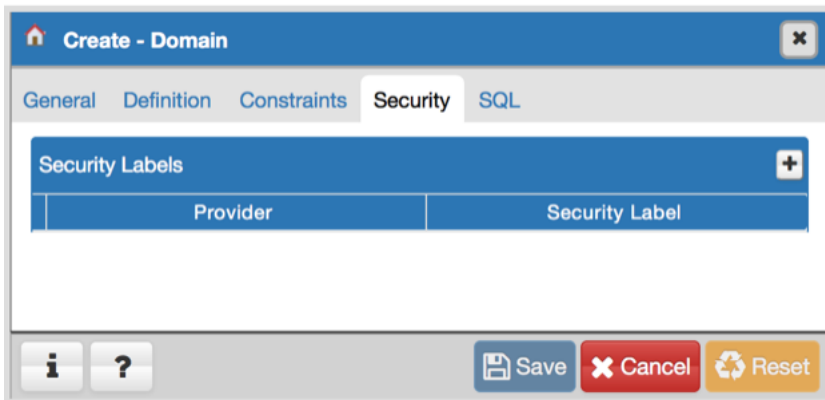 Create - Domain
General Definition Constraints Security SQL
Security Labels
Provider Security Label
i ? Save Cancel Reset